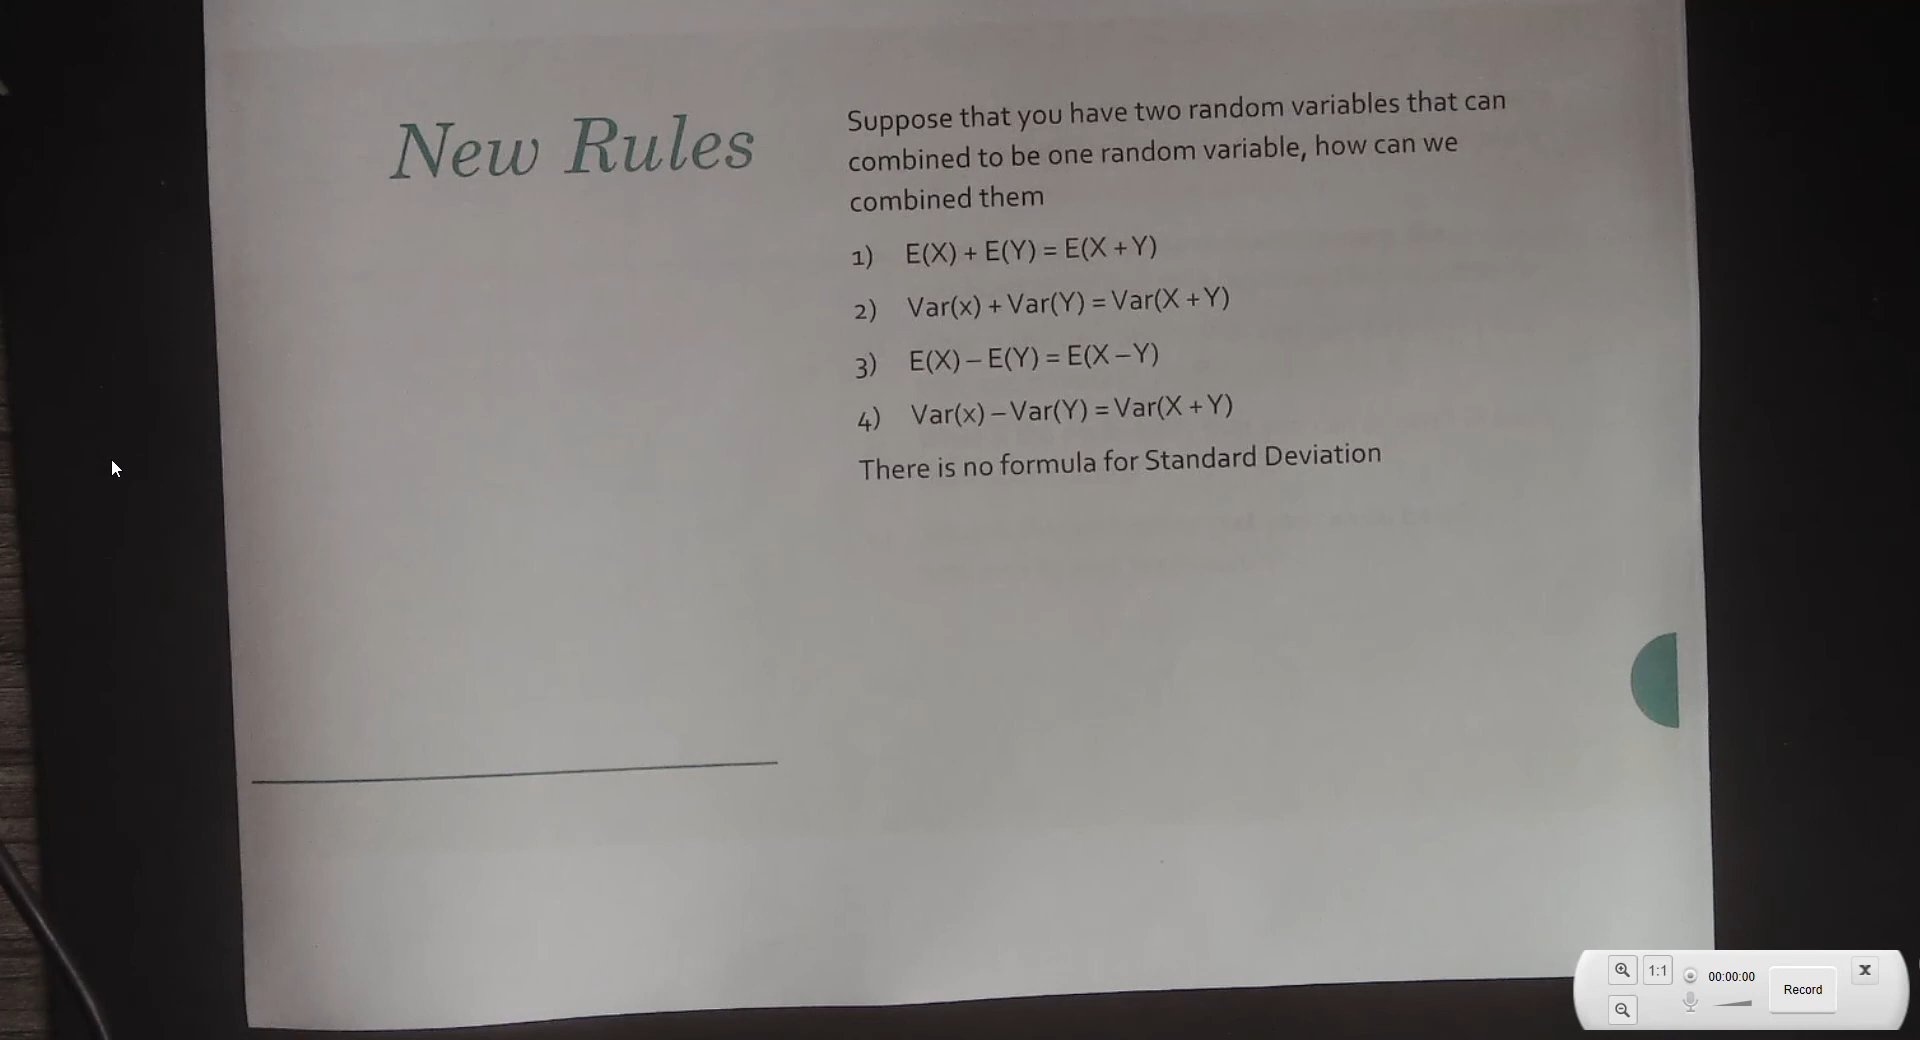 New Rules
Suppose that you have two random variables that can
combined to be one random variable, how can we
combined them
1) E(X) + E(Y) = E(X + Y)
2) Var(x) + Var(Y) = Var(X + Y)
3) E(X) – E(Y) = E(X – Y)
4) Var(x) – Var(Y) = Var(X + Y)
There is no formula for Standard Deviation
1:1
00:00:00
Record
x